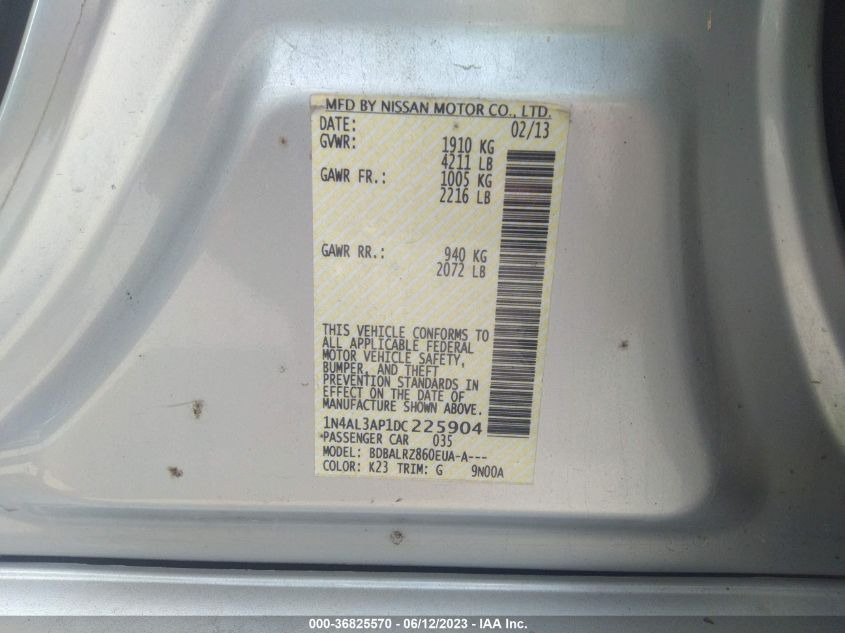 MFD BY NISSAN MOTOR CO., LTD.
DATE: 02/13
GVWR: 1910 KG
4211 LB
GAWR FR.: 1005 KG
2216 LB
GAWR RR.: 940 KG
2072 LB
THIS VEHICLE CONFORMS TO
ALL APPLICABLE FEDERAL
MOTOR VEHICLE SAFETY,
BUMPER, AND THEFT
PREVENTION STANDARDS IN
EFFECT ON THE DATE OF
MANUFACTURE SHOWN ABOVE.
1N4AL3AP1DC225904
PASSENGER CAR 035
MODEL: BDBALRZ860EUA-A---
COLOR: K23 TRIM: G 9N00A
000-36825570 - 06/12/2023 - IAA Inc.